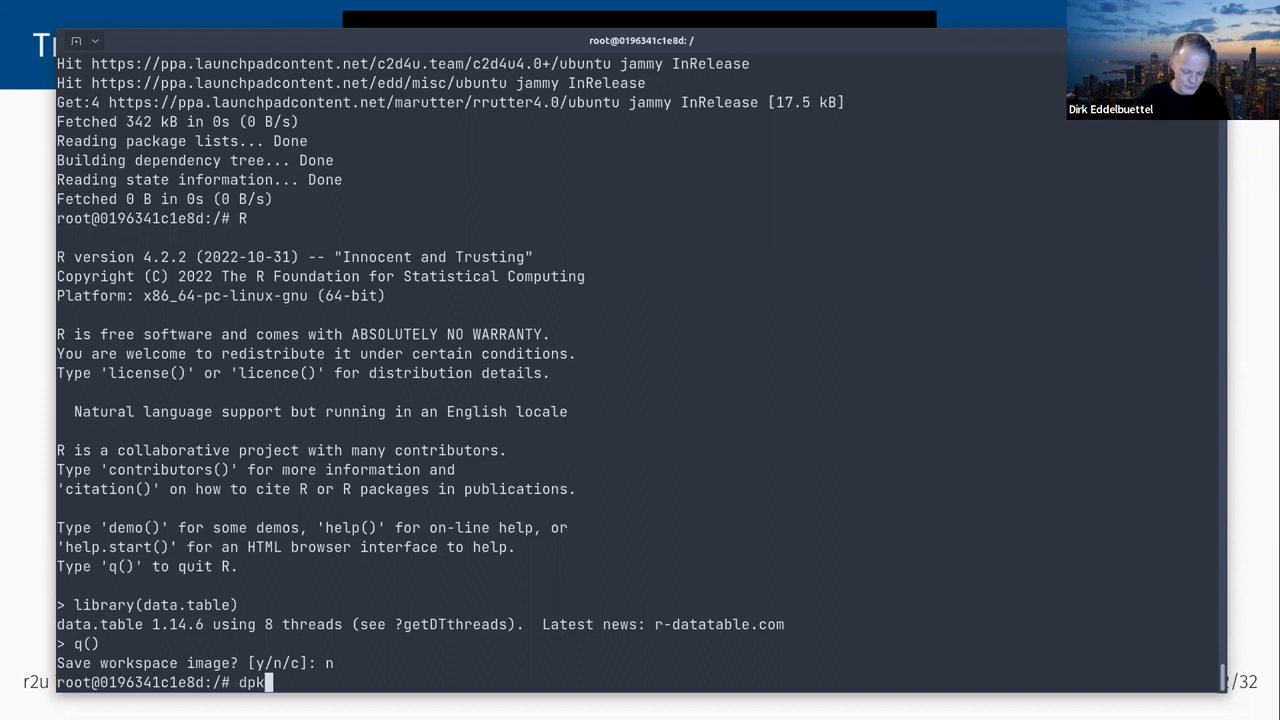 Tr
root@0196341c1e8d: /
Hit https://ppa.launchpadcontent.net/c2d4u.team/c2d4u4.0+/ubuntu jammy InRelease
Hit https://ppa.launchpadcontent.net/edd/misc/ubuntu jammy InRelease
Get:4 https://ppa.launchpadcontent.net/marutter/rrutter4.0/ubuntu jammy InRelease [17.5 kB]
Fetched 342 kB in 0s (0 B/s)
Reading package lists... Done
Building dependency tree... Done
Reading state information... Done
Fetched 0 B in 0s (0 B/s)
root@0196341c1e8d:/# R
R version 4.2.2 (2022-10-31) -- "Innocent and Trusting"
Copyright (C) 2022 The R Foundation for Statistical Computing
Platform: x86_64-pc-linux-gnu (64-bit)
R is free software and comes with ABSOLUTELY NO WARRANTY.
You are welcome to redistribute it under certain conditions.
Type 'license()' or 'licence()' for distribution details.
Natural language support but running in an English locale
R is a collaborative project with many contributors.
Type 'contributors()' for more information and
'citation()' on how to cite R or R packages in publications.
Type 'demo()' for some demos, 'help()' for on-line help, or
'help.start()' for an HTML browser interface to help.
Type 'q()' to quit R.
> library(data.table)
data.table 1.14.6 using 8 threads (see ?getDTthreads).  Latest news: r-datatable.com
> q()
Save workspace image? [y/n/c]: n
root@0196341c1e8d:/# dpk
Dirk Eddelbuettel
r2u
/32